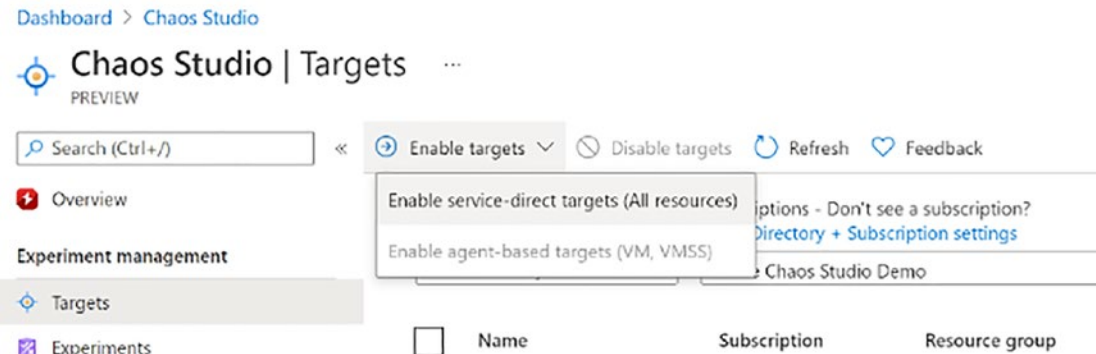 Dashboard > Chaos Studio
Chaos Studio | Targets ...
PREVIEW
Search (Ctrl+/)
«
Overview
Experiment management
Targets
Experiments
Enable targets
Disable targets
Refresh
Feedback
Enable service-direct targets (All resources)
Enable agent-based targets (VM, VMSS)
- Don't see a subscription?
Directory + Subscription settings
Chaos Studio Demo
Name
Subscription
Resource group